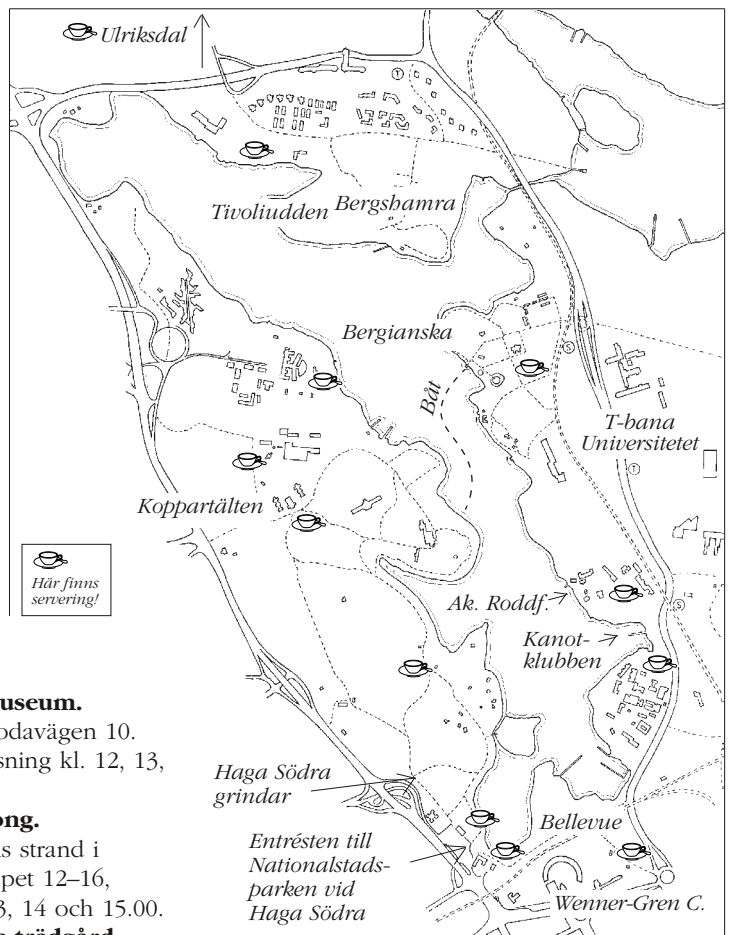 Ulriksdal
T
Tivoliudden
Bergshamra
Bergianska
Båt
S
T-bana
Universitetet
T
Koppartälten
Här finns
servering!
Ak. Roddf.
S
Kanot-
klubben
useum.
odavägen 10.
sning kl. 12, 13,
ong.
s strand i
pet 12–16,
3, 14 och 15.00.
trädgård
Haga Södra
grindar
Entrésten till
Nationalstads-
parken vid
Haga Södra
Bellevue
Wenner-Gren C.